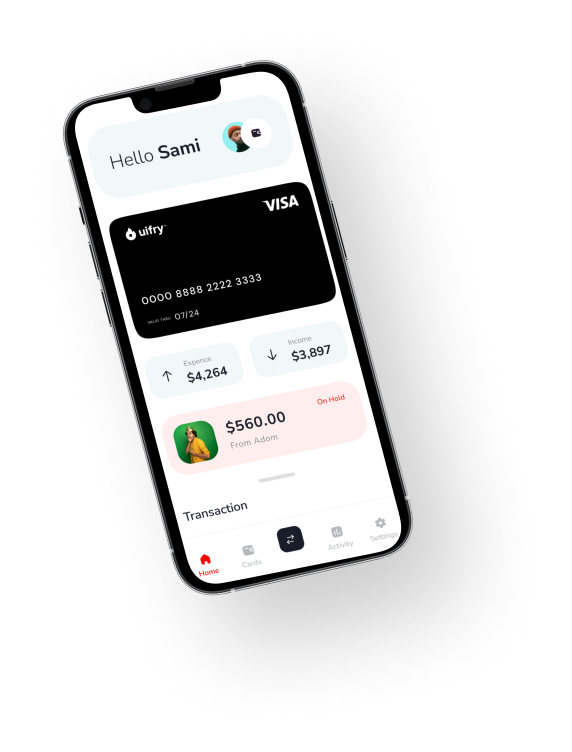 Hello Sami
VISA
uifry
0000 8888 2222 3333
VALID THRU 07/24
Expence
$4,264
Income
$3,897
On Hold
$560.00
From Adom
Transaction
Home
Cards
Activity
Settings